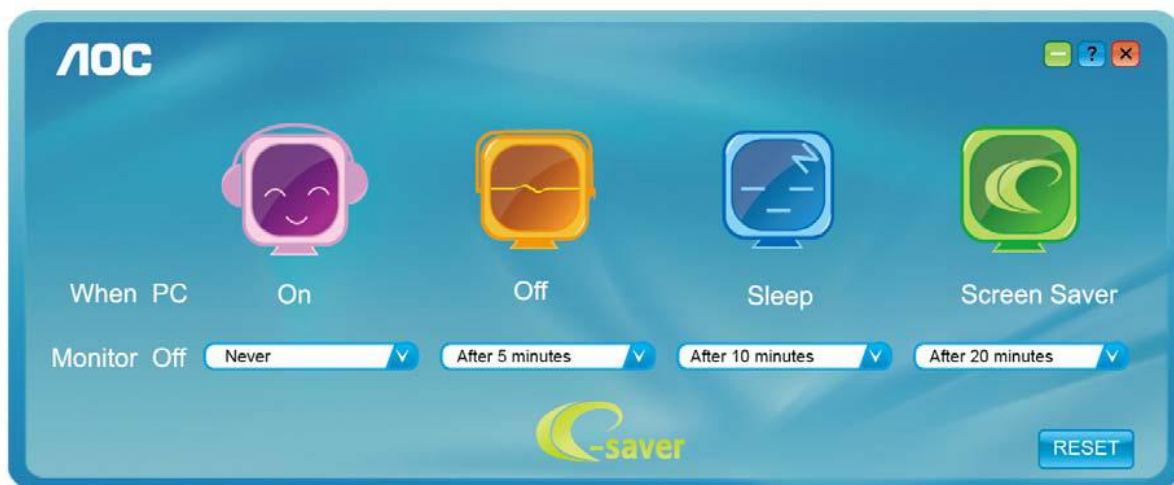 AOC
?
When PC On Off Sleep Screen Saver
Monitor Off Never After 5 minutes After 10 minutes After 20 minutes
e-saver
RESET